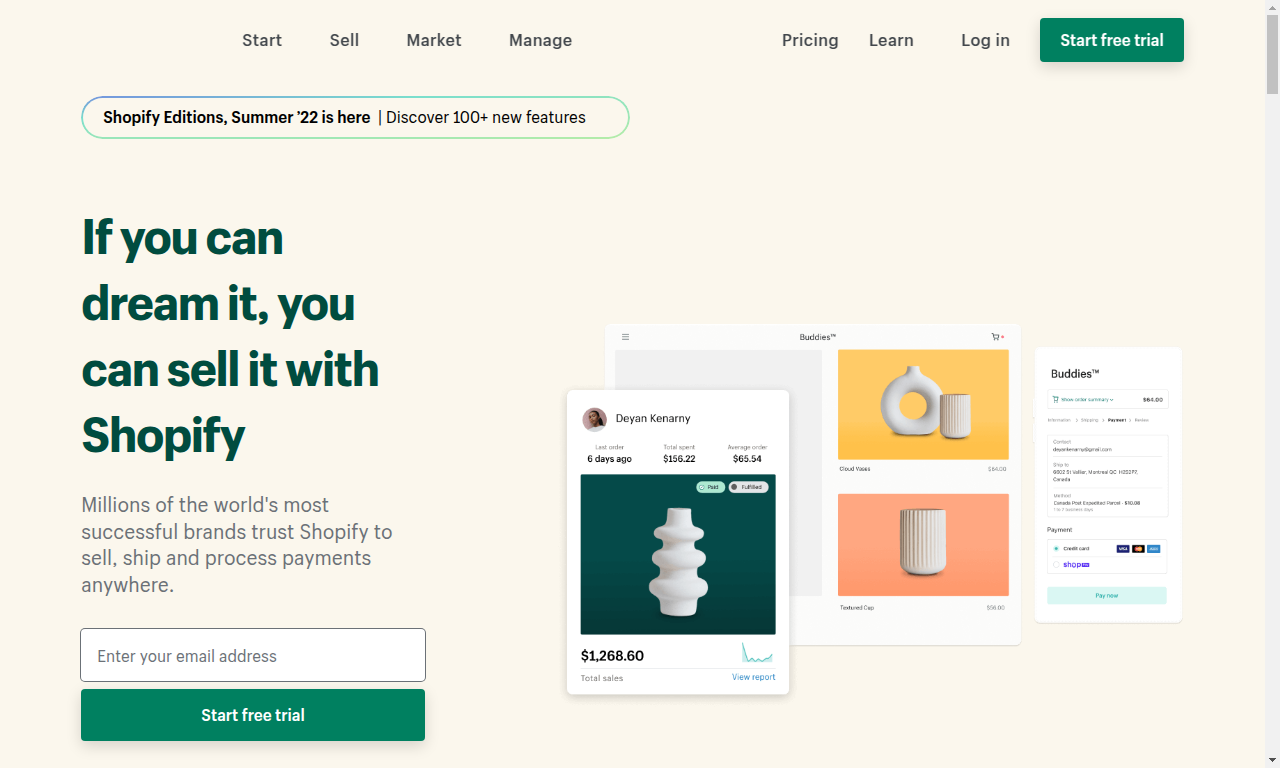 Start Sell Market Manage Pricing Learn Log in Start free trial
Shopify Editions, Summer ’22 is here | Discover 100+ new features
If you can
dream it, you
can sell it with
Shopify
Millions of the world's most
successful brands trust Shopify to
sell, ship and process payments
anywhere.
Enter your email address
Start free trial
Buddies™
Cloud Vases $84.00
Textured Cap $56.00
Deyan Kenarny
Last order Total spent Average order
6 days ago $156.22 $65.54
Paid Fulfilled
$1,268.60
Total sales View report
Buddies™
Show order summary $64.00
Information Shipping Payment Review
Contact
deyankenarny@gmail.com
Ship to
Canada
Method
Canada Post Expedited Parcel · $10.00
Payment
Credit card VISA
shop
Pay now